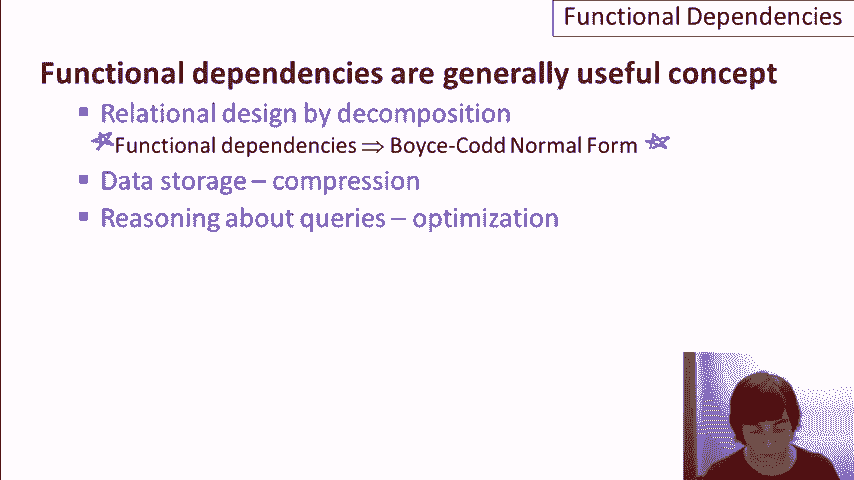 Functional Dependencies
Functional dependencies are generally useful concept
Relational design by decomposition
Functional dependencies ⇒ Boyce-Codd Normal Form
Data storage – compression
Reasoning about queries – optimization